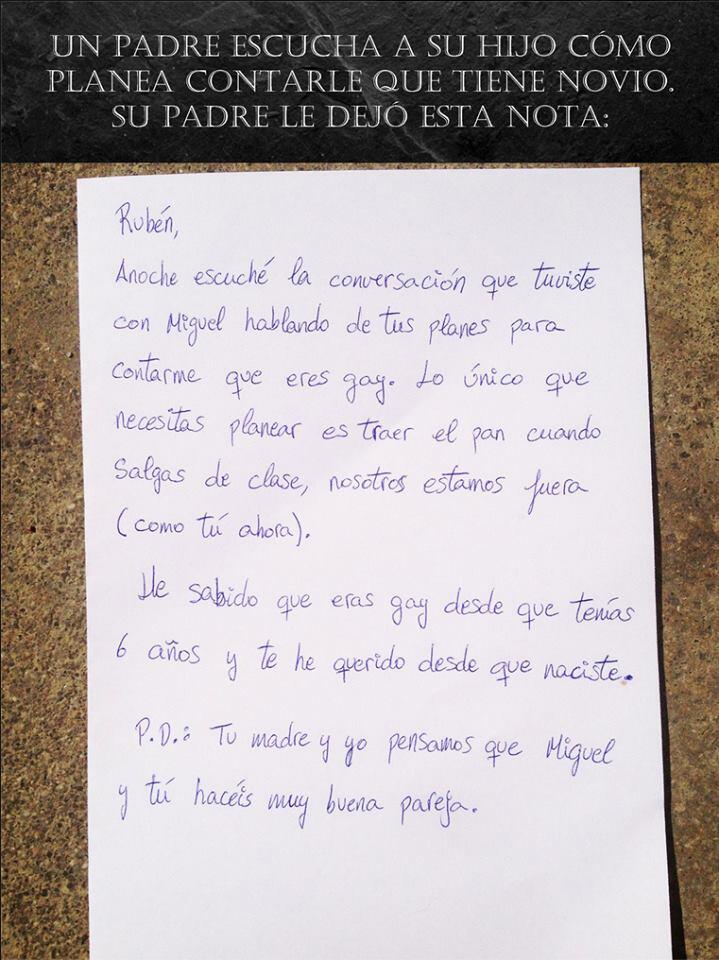 UN PADRE ESCUCHA A SU HIJO CÓMO
PLANEA CONTARLE QUE TIENE NOVIO.
SU PADRE LE DEJÓ ESTA NOTA:
Rubén,
Anoche escuché la conversación que tuviste
con Miguel hablando de tus planes para
contarme que eres gay. Lo único que
necesitas planear es traer el pan cuando
salgas de clase, nosotros estamos fuera
(como tú ahora).
He sabido que eras gay desde que tenías
6 años y te he querido desde que naciste.
P.D.: Tu madre y yo pensamos que Miguel
y tú hacéis muy buena pareja.